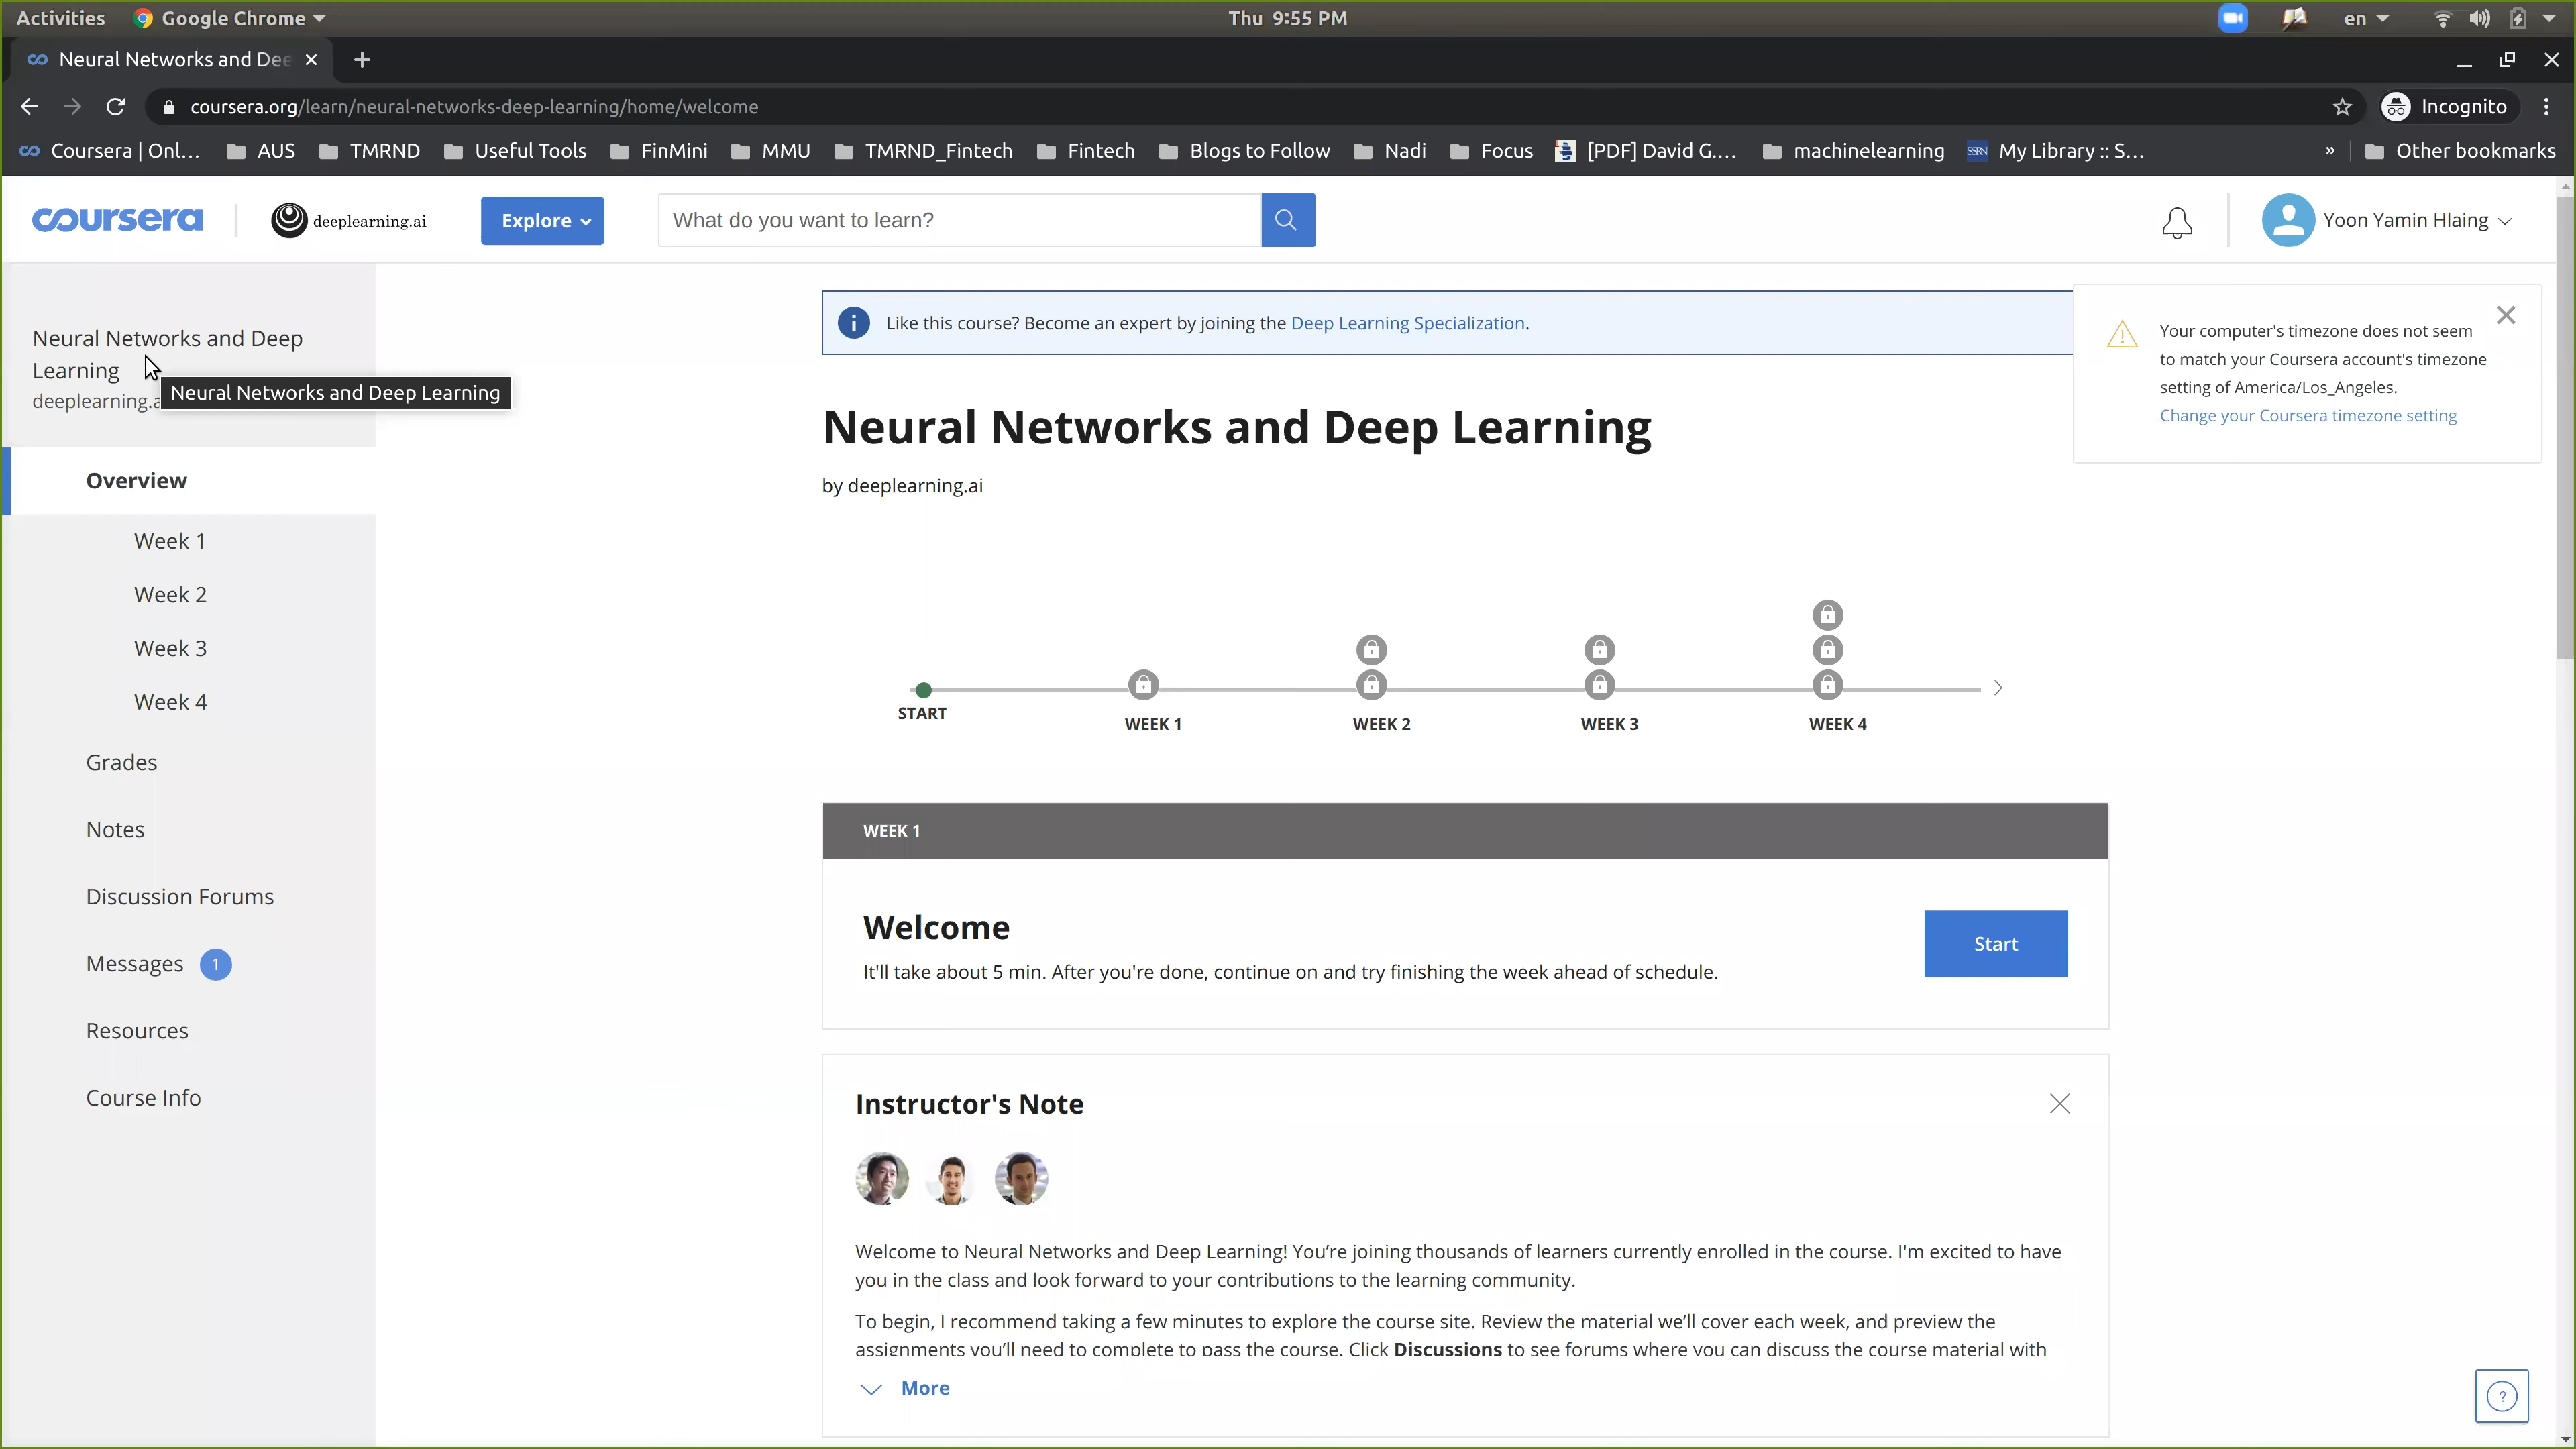 Activities
Google Chrome
Thu 9:55 PM
en
Neural Networks and Dee
coursera.org/learn/neural-networks-deep-learning/home/welcome
Incognito
Coursera | Onl...
AUS
TMRND
Useful Tools
FinMini
MMU
TMRND_Fintech
Fintech
Blogs to Follow
Nadi
Focus
[PDF] David G....
machinelearning
SSRN
My Library :: S...
»
Other bookmarks
coursera
deeplearning.ai
Explore
What do you want to learn?
Yoon Yamin Hlaing
Neural Networks and Deep
Learning
deeplearning.a
Neural Networks and Deep Learning
Overview
Week 1
Week 2
Week 3
Week 4
Grades
Notes
Discussion Forums
Messages 1
Resources
Course Info
Like this course? Become an expert by joining the Deep Learning Specialization.
Your computer's timezone does not seem
to match your Coursera account's timezone
setting of America/Los_Angeles.
Change your Coursera timezone setting
Neural Networks and Deep Learning
by deeplearning.ai
START
WEEK 1
WEEK 2
WEEK 3
WEEK 4
WEEK 1
Welcome
It'll take about 5 min. After you're done, continue on and try finishing the week ahead of schedule.
Start
Instructor's Note
Welcome to Neural Networks and Deep Learning! You’re joining thousands of learners currently enrolled in the course. I'm excited to have
you in the class and look forward to your contributions to the learning community.
To begin, I recommend taking a few minutes to explore the course site. Review the material we’ll cover each week, and preview the
assignments you’ll need to complete to pass the course. Click Discussions to see forums where you can discuss the course material with
More
?